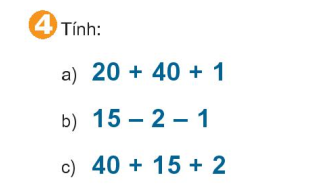 4 Tính:
a) 20 + 40 + 1
b) 15 – 2 – 1
c) 40 + 15 + 2